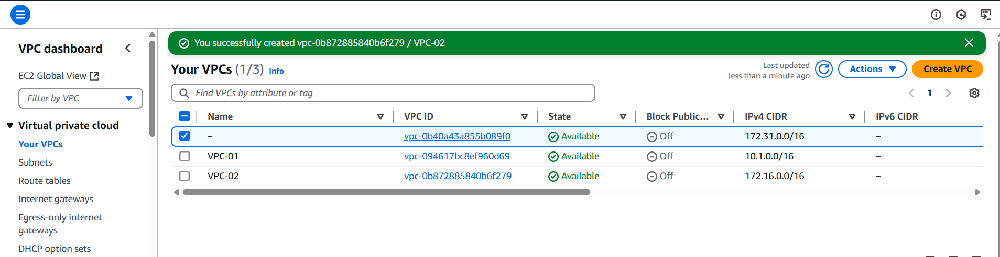 VPC dashboard
EC2 Global View
Filter by VPC
Virtual private cloud
Your VPCs
Subnets
Route tables
Internet gateways
Egress-only internet
gateways
DHCP option sets
You successfully created vpc-0b872885840b6f279 / VPC-02
Your VPCs (1/3) Info
Last updated
less than a minute ago
Actions
Create VPC
Find VPCs by attribute or tag
1
Name VPC ID State Block Public... IPv4 CIDR IPv6 CIDR
– vpc-0b40a43a855b089f0 Available Off 172.31.0.0/16 –
VPC-01 vpc-094617bc8ef960d69 Available Off 10.1.0.0/16 –
VPC-02 vpc-0b872885840b6f279 Available Off 172.16.0.0/16 –